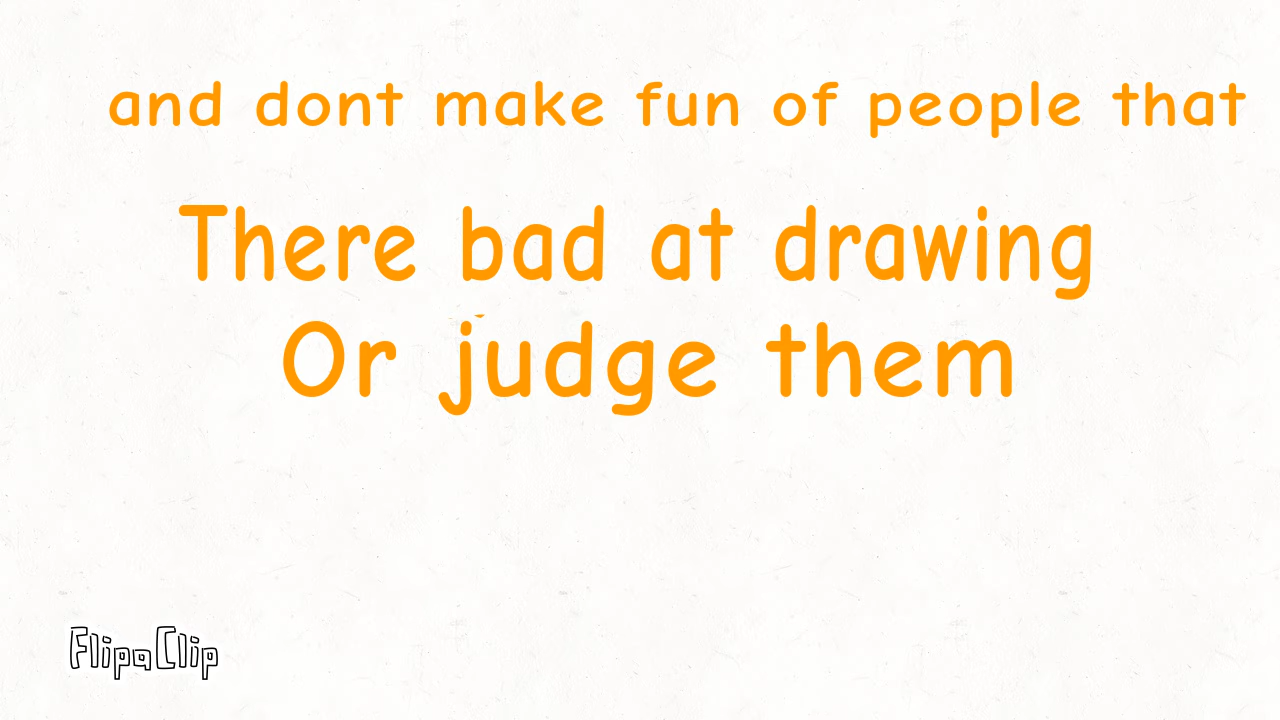 and dont make fun of people that
There bad at drawing
Or judge them
FlipaClip